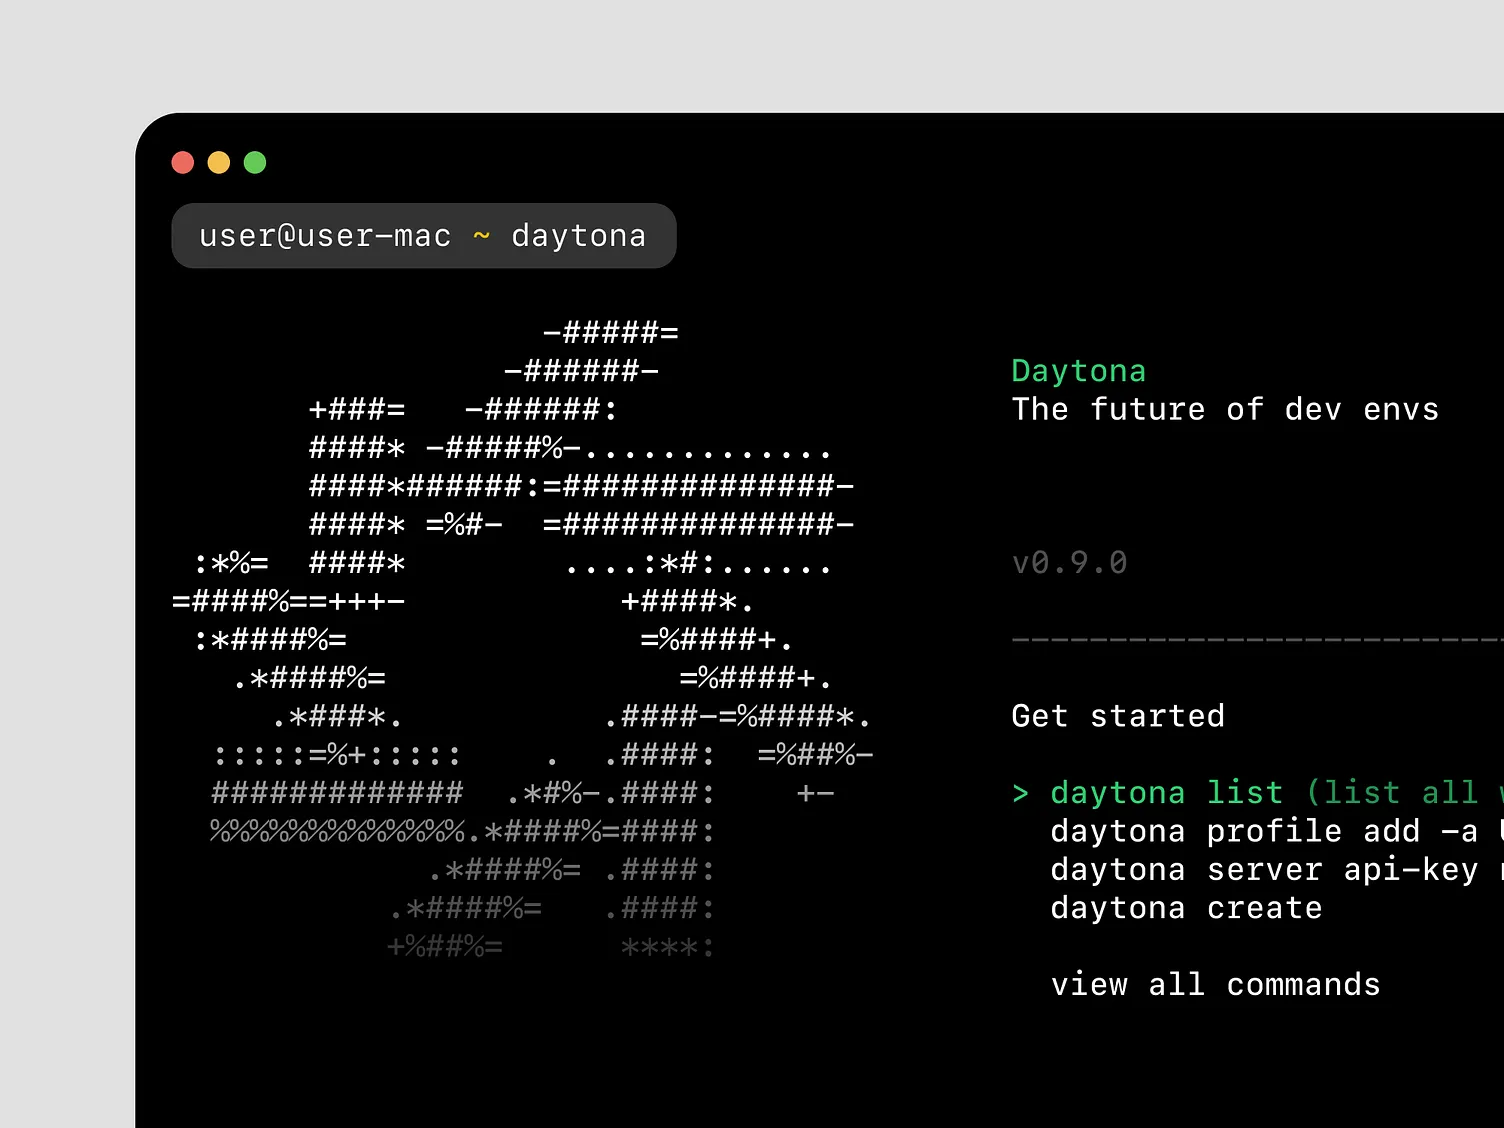 user@user-mac ~ daytona
-#####=
-######-
+###=   -######:
####* -#####%-.............
####*######:=##############-
####* =%#-  =##############-
:*%=  ####*        ....:*#:......
=####%==+++-           +####*.
:*####%=               =%####+.
.*####%=               =%####+.
.*###*.          .####-=%####*.
:::::=%+:::::    .  .####:  =%##%-
#############  .*#%-.####:    +-
%%%%%%%%%%%%%.*####%=####:
.*####%= .####:
.*####%=   .####:
+%##%=      ****:
Daytona
The future of dev envs
v0.9.0
Get started
> daytona list (list all
daytona profile add -a
daytona server api-key
daytona create
view all commands